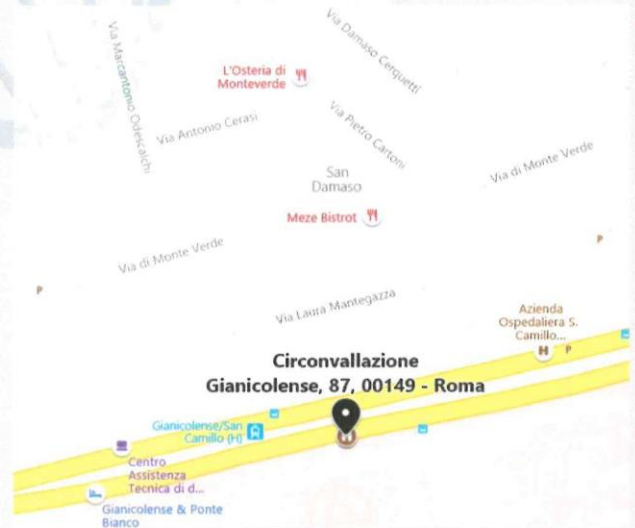 Via Marcantonio Odescalchi
Via Damaso Cerquetti
L'Osteria di
Monteverde
Via Antonio Cerasi
Via Pietro Cartoni
Via di Monte Verde
San
Damaso
Meze Bistrot
Via di Monte Verde
P
P
Via Laura Mantegazza
Azienda
Ospedaliera S.
Camillo...
H P
Circonvallazione
Gianicolense, 87, 00149 - Roma
Gianicolense/San
Camillo (H)
H
Centro
Assistenza
Tecnica di d...
Gianicolense & Ponte
Bianco